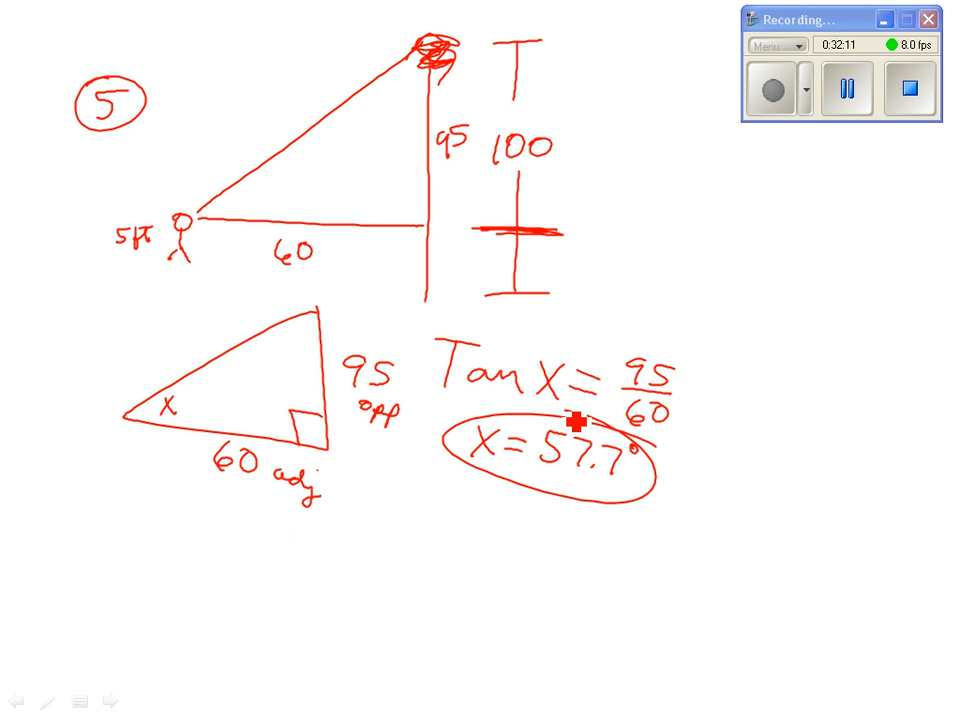 Recording...
Menu
0:32:11
8.0 fps
5
95
100
5ft
60
95
opp
x
60 adj
Tan x = 95/60
x = 57.7°